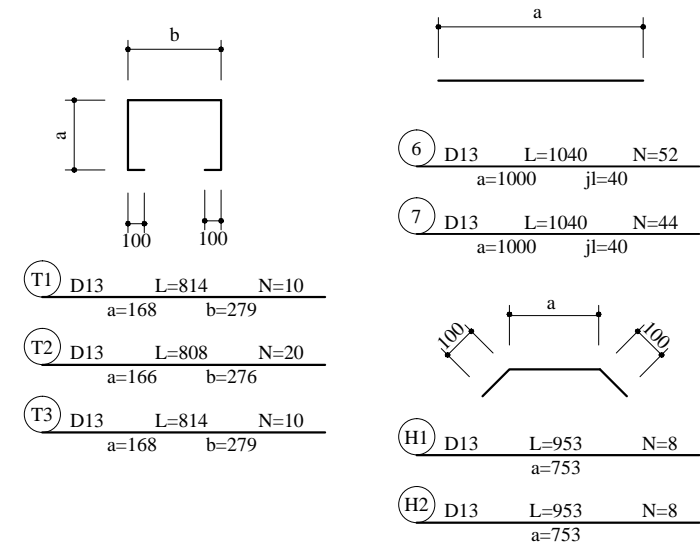 b
a
100 100
T1 D13 L=814 N=10
a=168 b=279
T2 D13 L=808 N=20
a=166 b=276
T3 D13 L=814 N=10
a=168 b=279
a
6 D13 L=1040 N=52
a=1000 jl=40
7 D13 L=1040 N=44
a=1000 jl=40
a
100 100
H1 D13 L=953 N=8
a=753
H2 D13 L=953 N=8
a=753